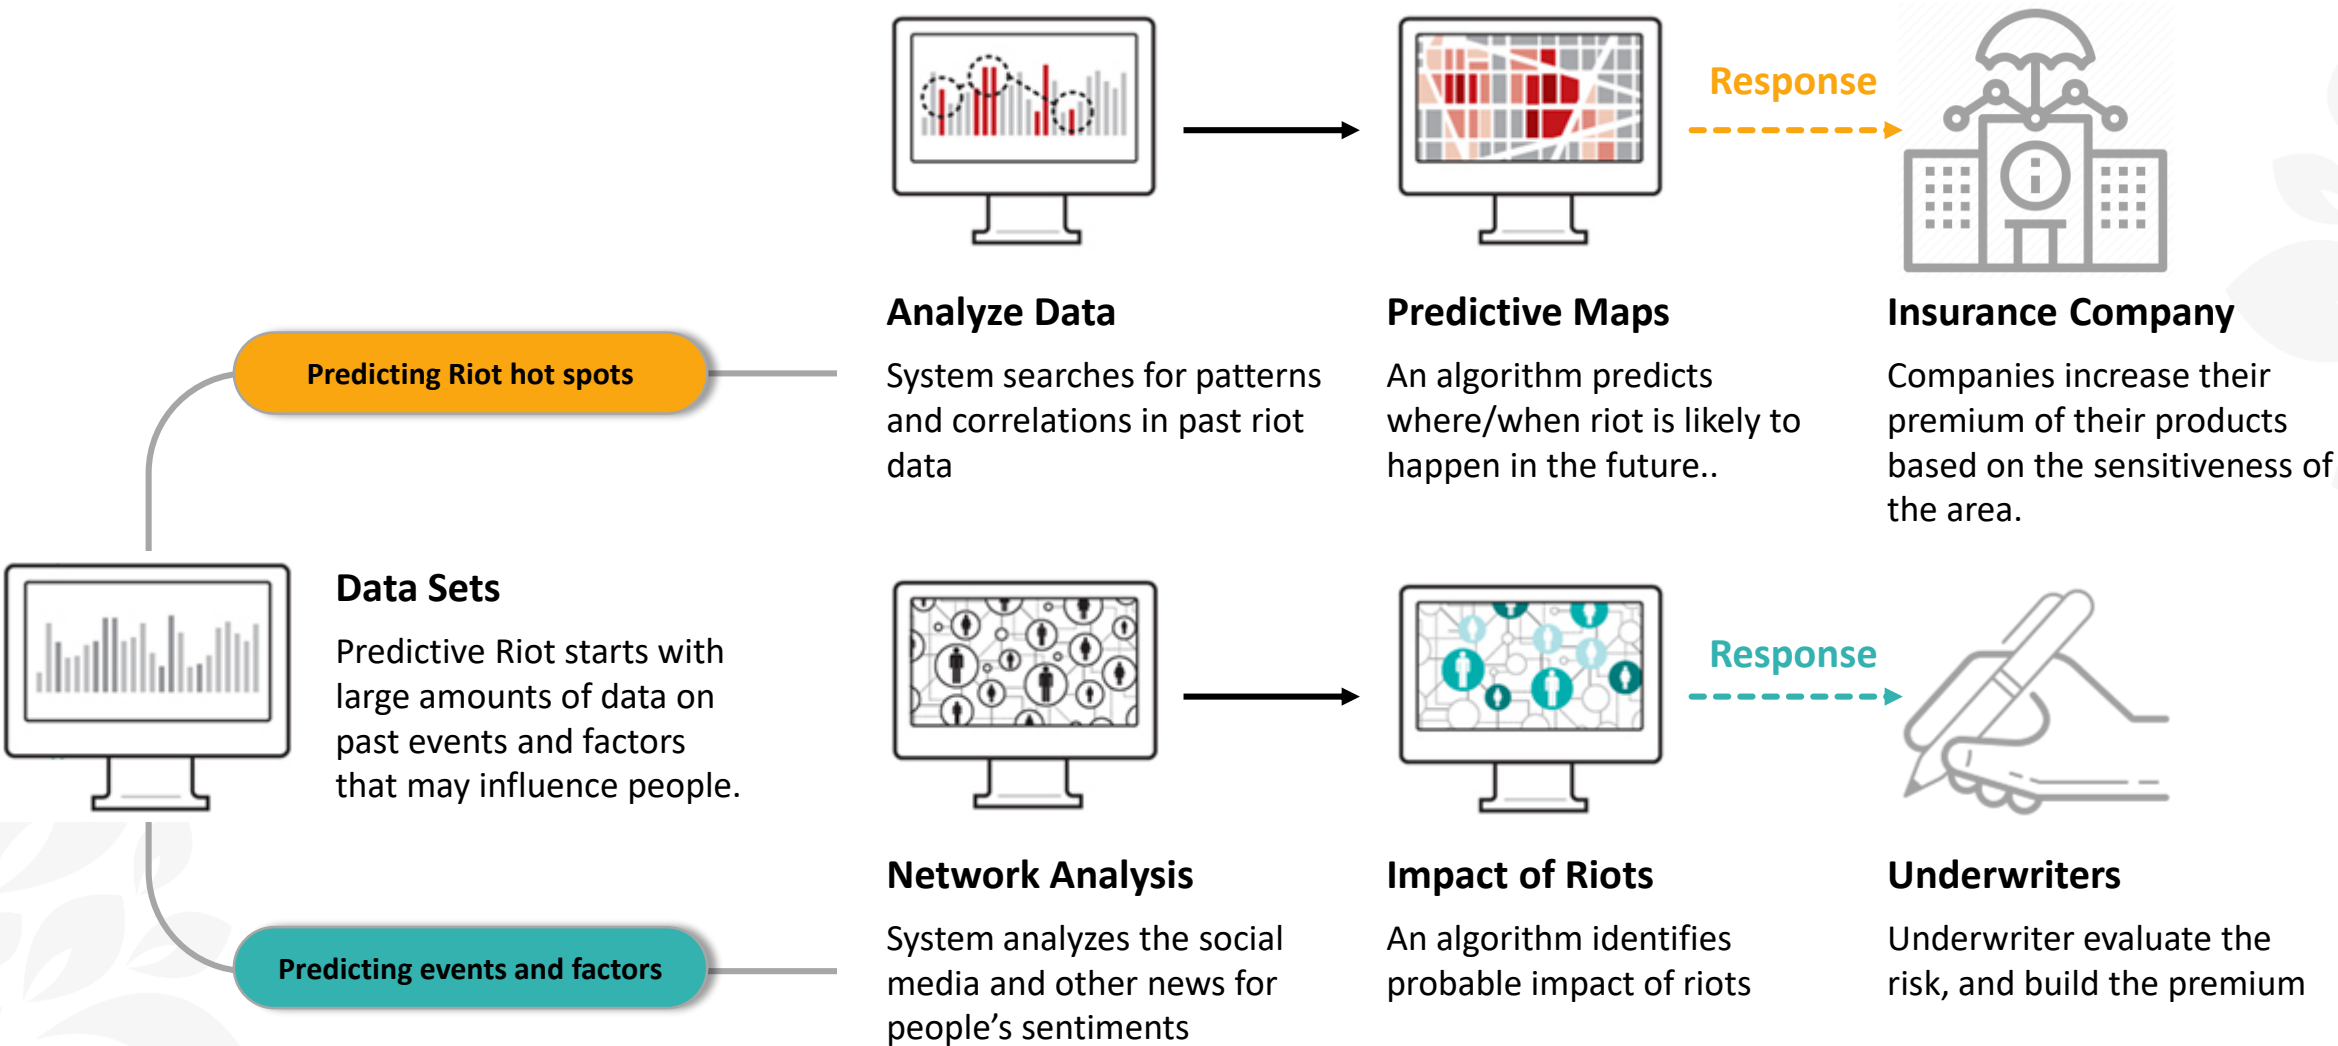 Response
Analyze Data
System searches for patterns
and correlations in past riot
data
Predictive Maps
An algorithm predicts
where/when riot is likely to
happen in the future..
Insurance Company
Companies increase their
premium of their products
based on the sensitiveness of
the area.
Predicting Riot hot spots
Data Sets
Predictive Riot starts with
large amounts of data on
past events and factors
that may influence people.
Response
Predicting events and factors
Network Analysis
System analyzes the social
media and other news for
people’s sentiments
Impact of Riots
An algorithm identifies
probable impact of riots
Underwriters
Underwriter evaluate the
risk, and build the premium